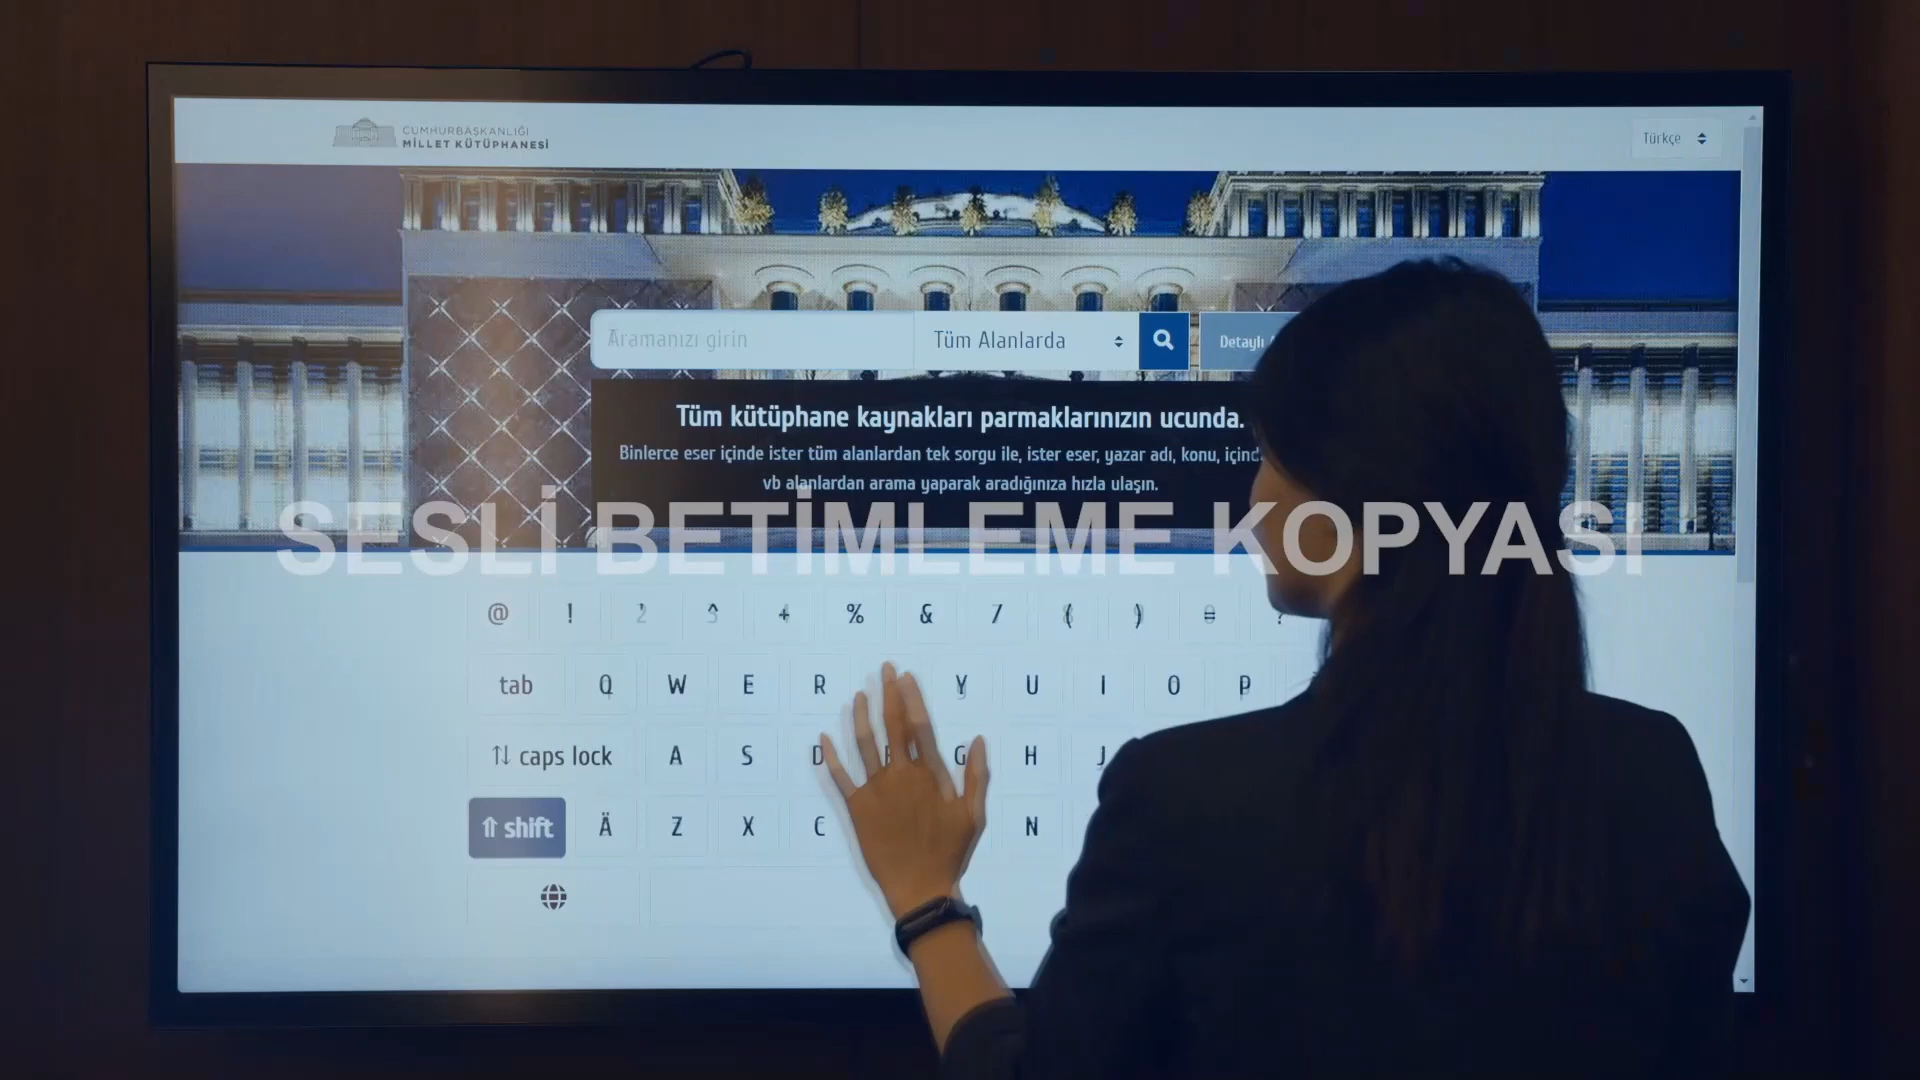 CUMHURBAŞKANLIĞI
MİLLET KÜTÜPHANESİ
Türkçe
Aramanızı girin
Tüm Alanlarda
Detaylı
Tüm kütüphane kaynakları parmaklarınızın ucunda.
Binlerce eser içinde ister tüm alanlardan tek sorgu ile, ister eser, yazar adı, konu,
vb alanlardan arama yaparak aradığınıza hızla ulaşın.
SESLİ BETİMLEME KOPYASI
@ ! + % & /
tab Q W E R Y U I O P
caps lock A S D G H J
shift Ä Z X C N